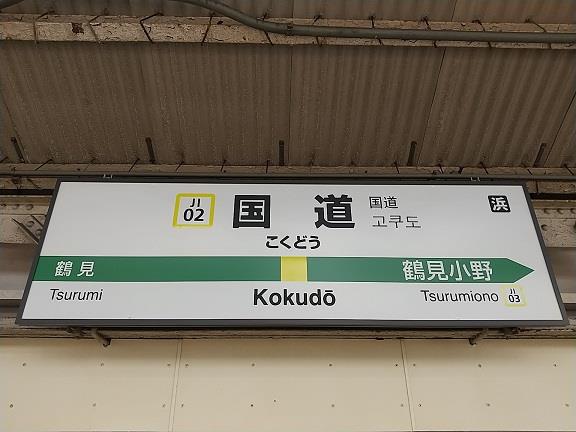 JI
02
国道
国道
고쿠도
浜
こくどう
鶴見
鶴見小野
Tsurumi
Kokudō
Tsurumiono
JI
03